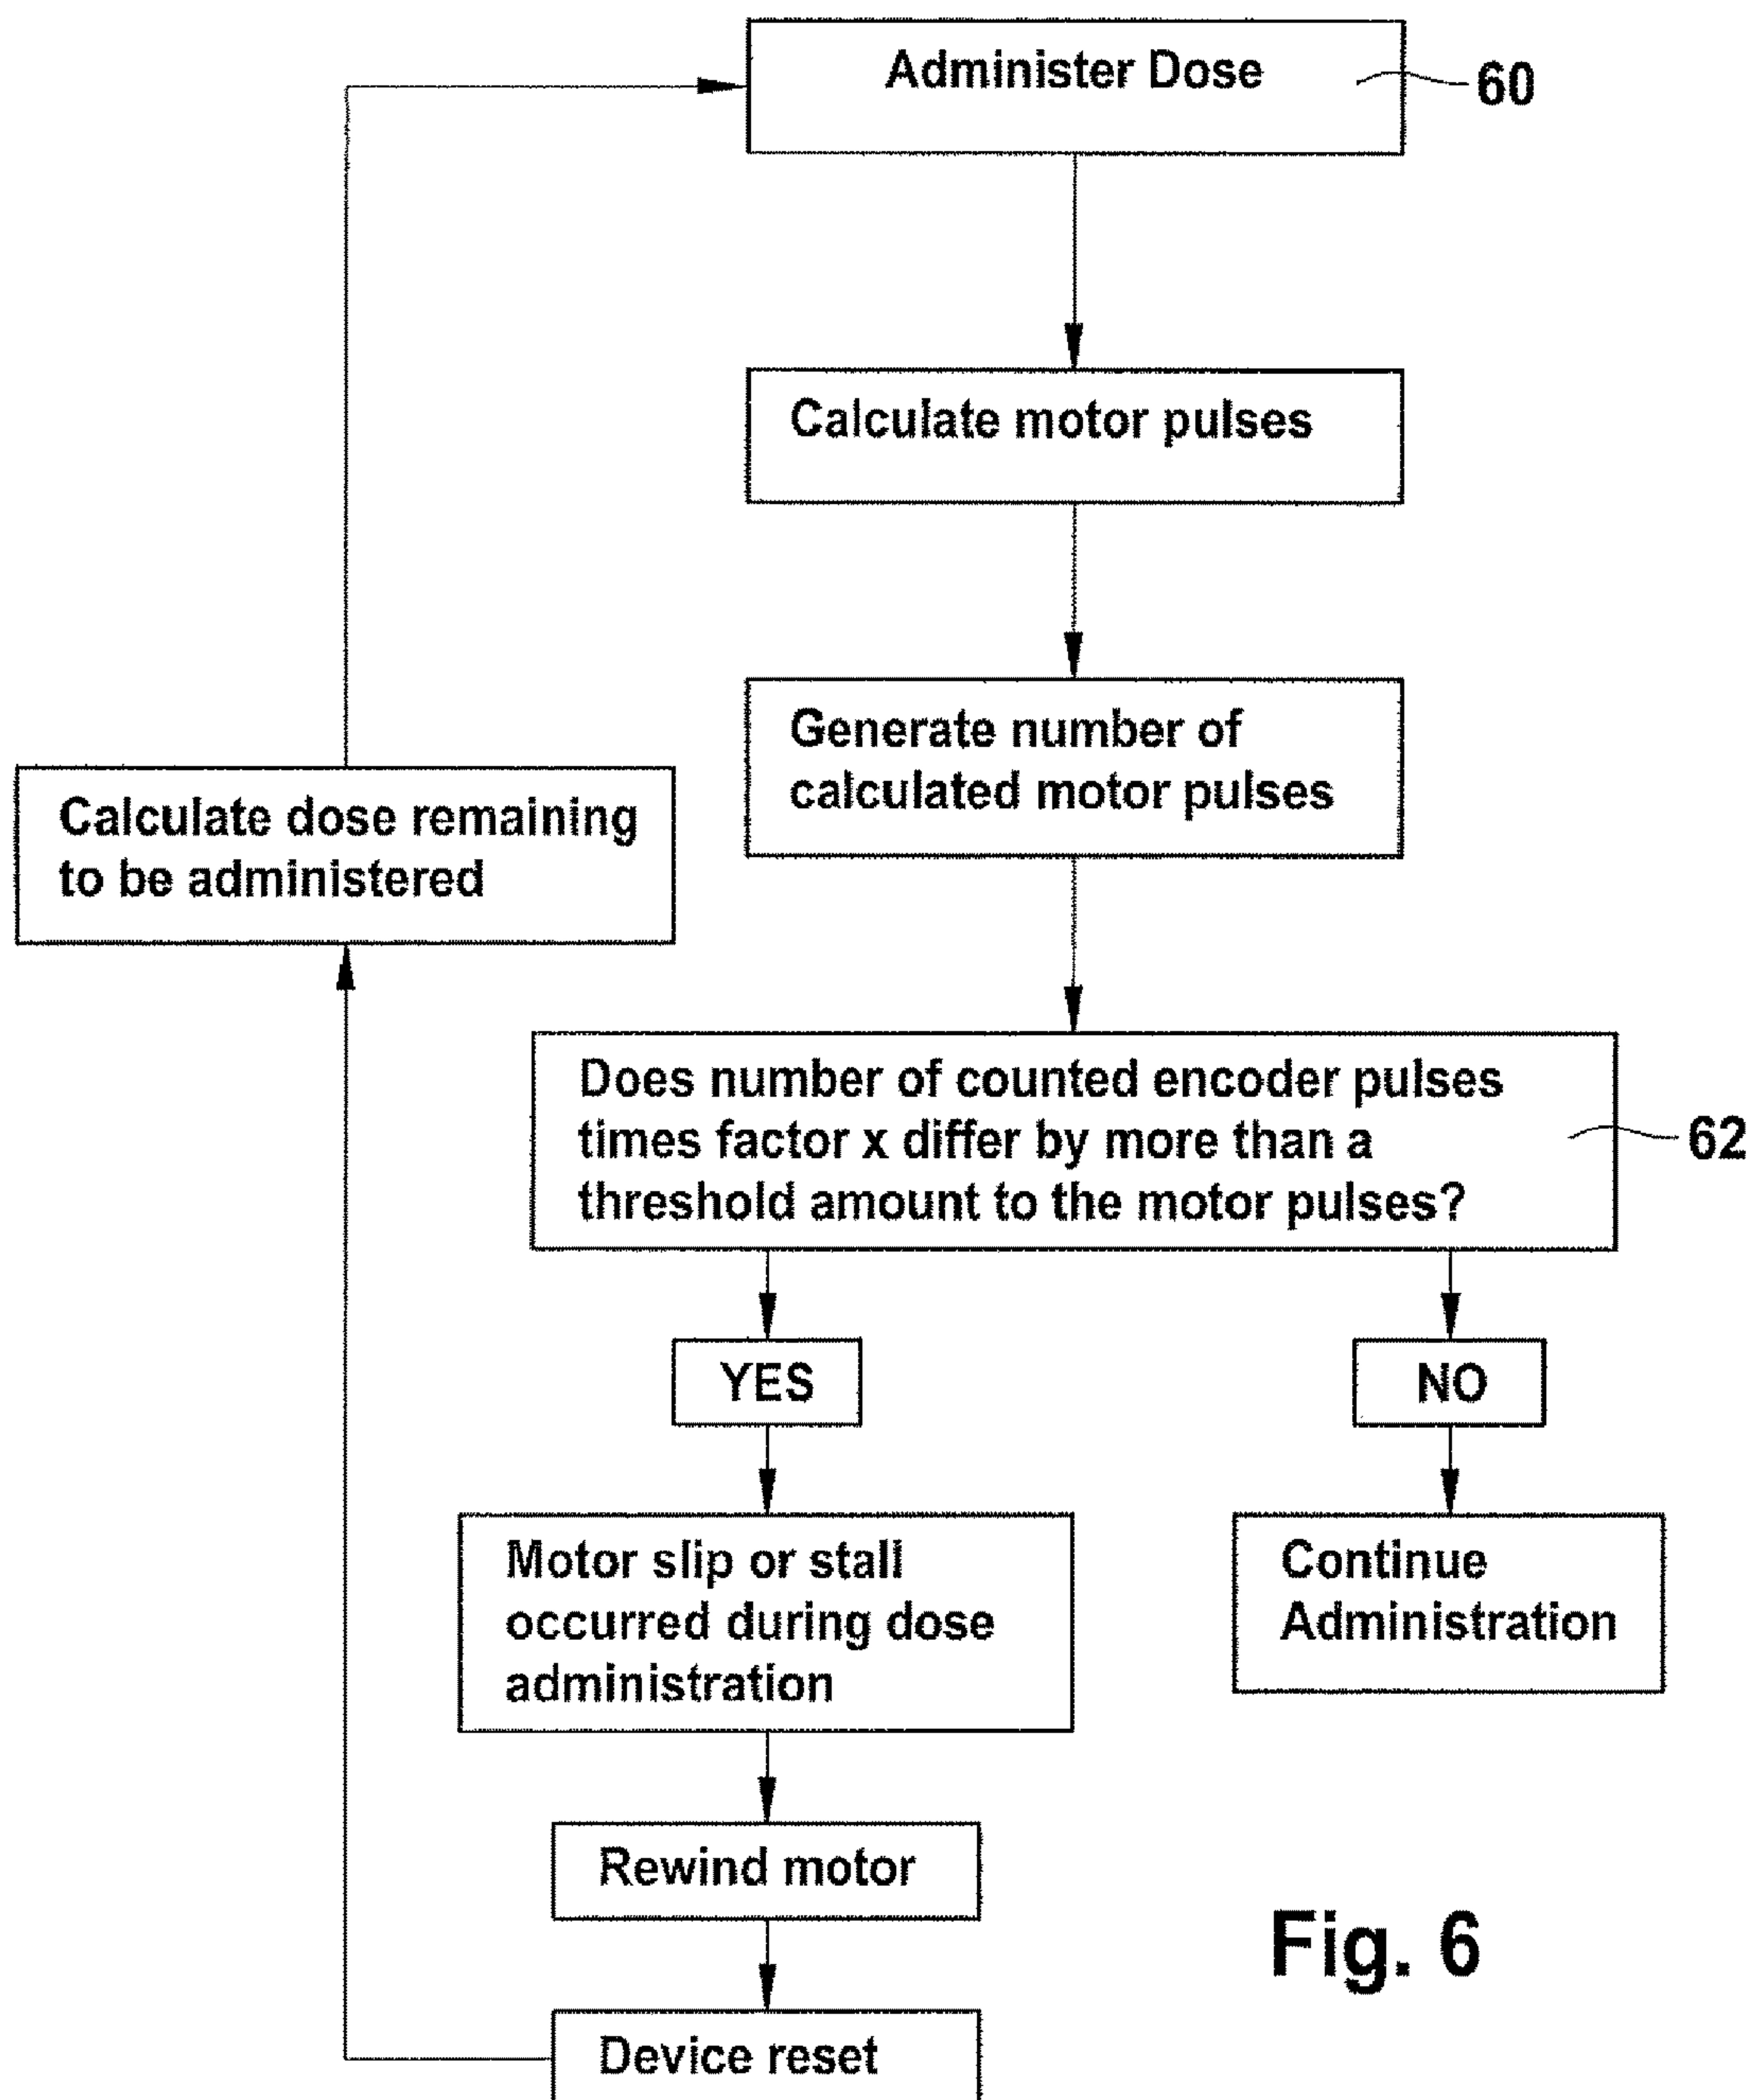 Administer Dose
60
Calculate motor pulses
Generate number of
calculated motor pulses
Calculate dose remaining
to be administered
Does number of counted encoder pulses
times factor x differ by more than a
threshold amount to the motor pulses?
62
YES
NO
Motor slip or stall
occurred during dose
administration
Continue
Administration
Rewind motor
Device reset
Fig. 6